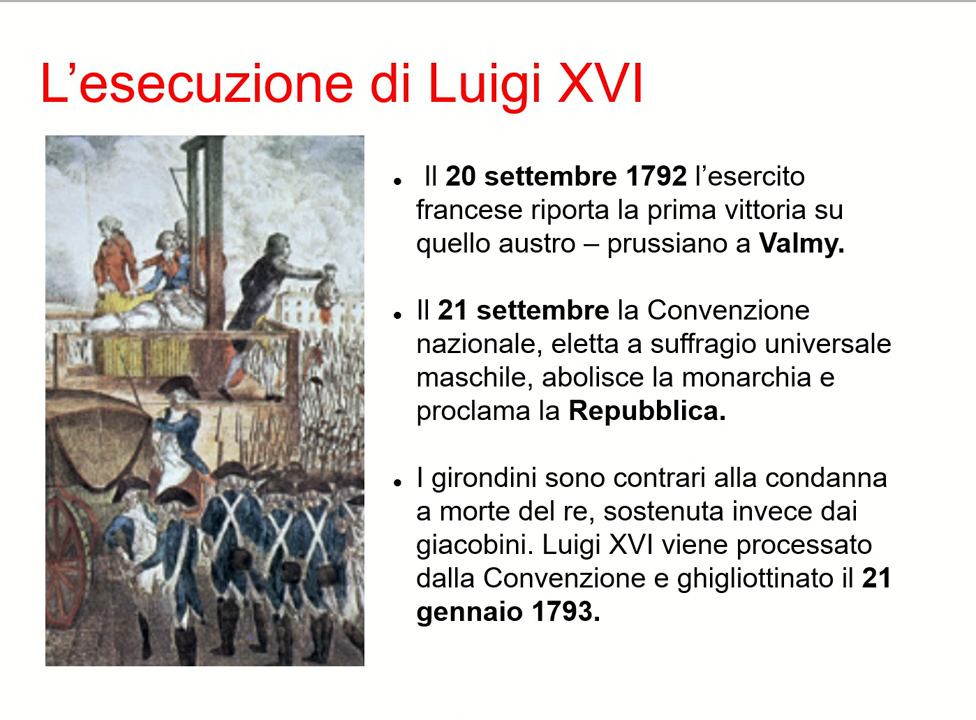 L’esecuzione di Luigi XVI
• Il 20 settembre 1792 l’esercito
francese riporta la prima vittoria su
quello austro – prussiano a Valmy.
• Il 21 settembre la Convenzione
nazionale, eletta a suffragio universale
maschile, abolisce la monarchia e
proclama la Repubblica.
• I girondini sono contrari alla condanna
a morte del re, sostenuta invece dai
giacobini. Luigi XVI viene processato
dalla Convenzione e ghigliottinato il 21
gennaio 1793.